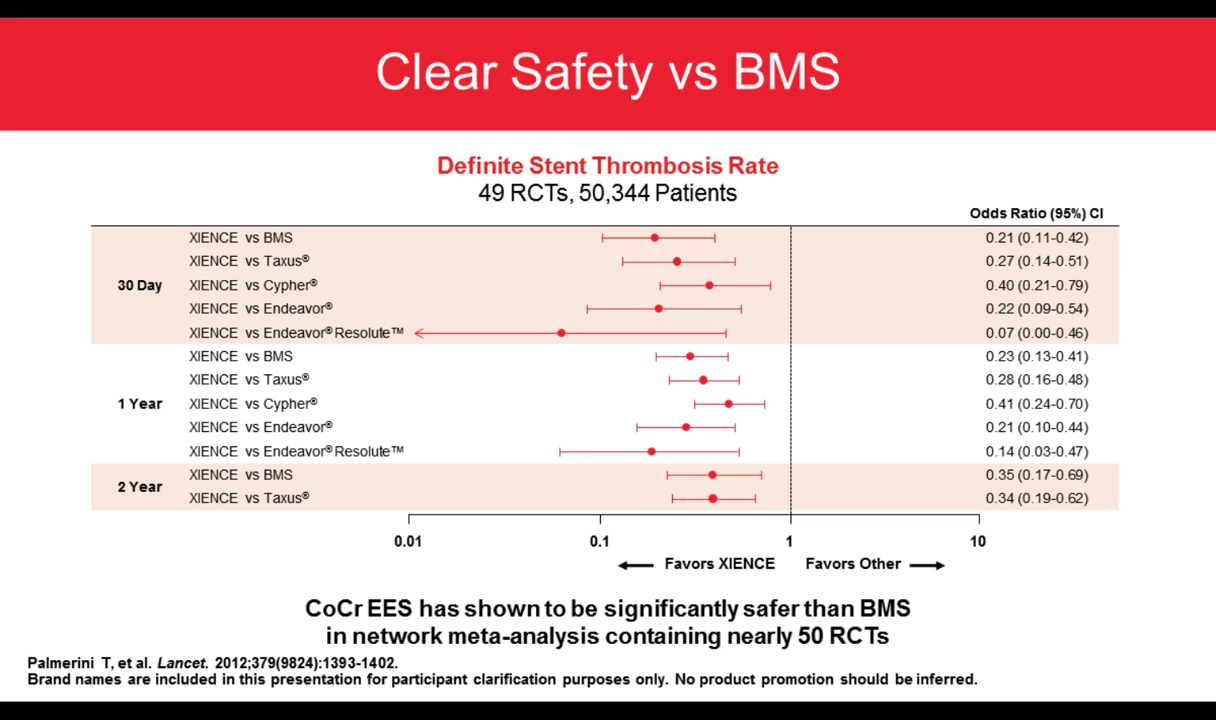 Clear Safety vs BMS
Definite Stent Thrombosis Rate
49 RCTs, 50,344 Patients
Odds Ratio (95%) CI
30 Day
XIENCE vs BMS 0.21 (0.11-0.42)
XIENCE vs Taxus® 0.27 (0.14-0.51)
XIENCE vs Cypher® 0.40 (0.21-0.79)
XIENCE vs Endeavor® 0.22 (0.09-0.54)
XIENCE vs Endeavor® Resolute™ 0.07 (0.00-0.46)
1 Year
XIENCE vs BMS 0.23 (0.13-0.41)
XIENCE vs Taxus® 0.28 (0.16-0.48)
XIENCE vs Cypher® 0.41 (0.24-0.70)
XIENCE vs Endeavor® 0.21 (0.10-0.44)
XIENCE vs Endeavor® Resolute™ 0.14 (0.03-0.47)
2 Year
XIENCE vs BMS 0.35 (0.17-0.69)
XIENCE vs Taxus® 0.34 (0.19-0.62)
0.01 0.1 1 10
Favors XIENCE Favors Other
CoCr EES has shown to be significantly safer than BMS
in network meta-analysis containing nearly 50 RCTs
Palmerini T, et al. Lancet. 2012;379(9824):1393-1402.
Brand names are included in this presentation for participant clarification purposes only. No product promotion should be inferred.